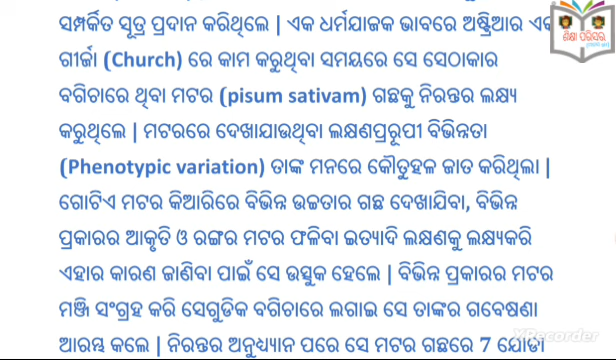 ସମ୍ପର୍କିତ ସୂତ୍ର ପ୍ରଦାନ କରିଥିଲେ | ଏକ ଧର୍ମଯାଜକ ଭାବରେ ଅଷ୍ଟ୍ରିଆର ଏକ
ଗୀର୍ଜା (Church) ରେ କାମ କରୁଥିବା ସମୟରେ ସେ ସେଠାକାର
ବଗିଚାରେ ଥିବା ମଟର (pisum sativam) ଗଛକୁ ନିରନ୍ତର ଲକ୍ଷ୍ୟ
କରୁଥିଲେ | ମଟରରେ ଦେଖାଯାଉଥିବା ଲକ୍ଷଣପ୍ରରୂପୀ ବିଭିନ୍ନତା
(Phenotypic variation) ତାଙ୍କ ମନରେ କୌତୁହଳ ଜାତ କରିଥିଲା |
ଗୋଟିଏ ମଟର କିଆରିରେ ବିଭିନ୍ନ ଉଚ୍ଚତାର ଗଛ ଦେଖାଯିବା, ବିଭିନ୍ନ
ପ୍ରକାରର ଆକୃତି ଓ ରଙ୍ଗର ମଟର ଫଳିବା ଇତ୍ୟାଦି ଲକ୍ଷଣକୁ ଲକ୍ଷ୍ୟକରି
ଏହାର କାରଣ ଜାଣିବା ପାଇଁ ସେ ଉତ୍ସୁକ ହେଲେ | ବିଭିନ୍ନ ପ୍ରକାରର ମଟର
ମଞ୍ଜି ସଂଗ୍ରହ କରି ସେଗୁଡିକ ବଗିଚାରେ ଲଗାଇ ସେ ତାଙ୍କର ଗବେଷଣା
ଆରମ୍ଭ କଲେ | ନିରନ୍ତର ଅନୁଧ୍ୟାନ ପରେ ସେ ମଟର ଗଛରେ 7 ଯୋଡା
ଶିକ୍ଷା ପରିସର
XRecorder